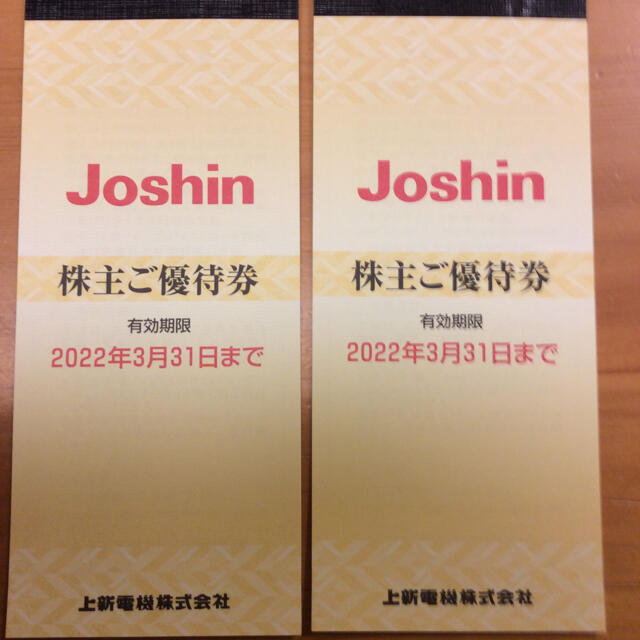 Joshin
株主ご優待券
有効期限
2022年3月31日まで
上新電機株式会社
Joshin
株主ご優待券
有効期限
2022年3月31日まで
上新電機株式会社